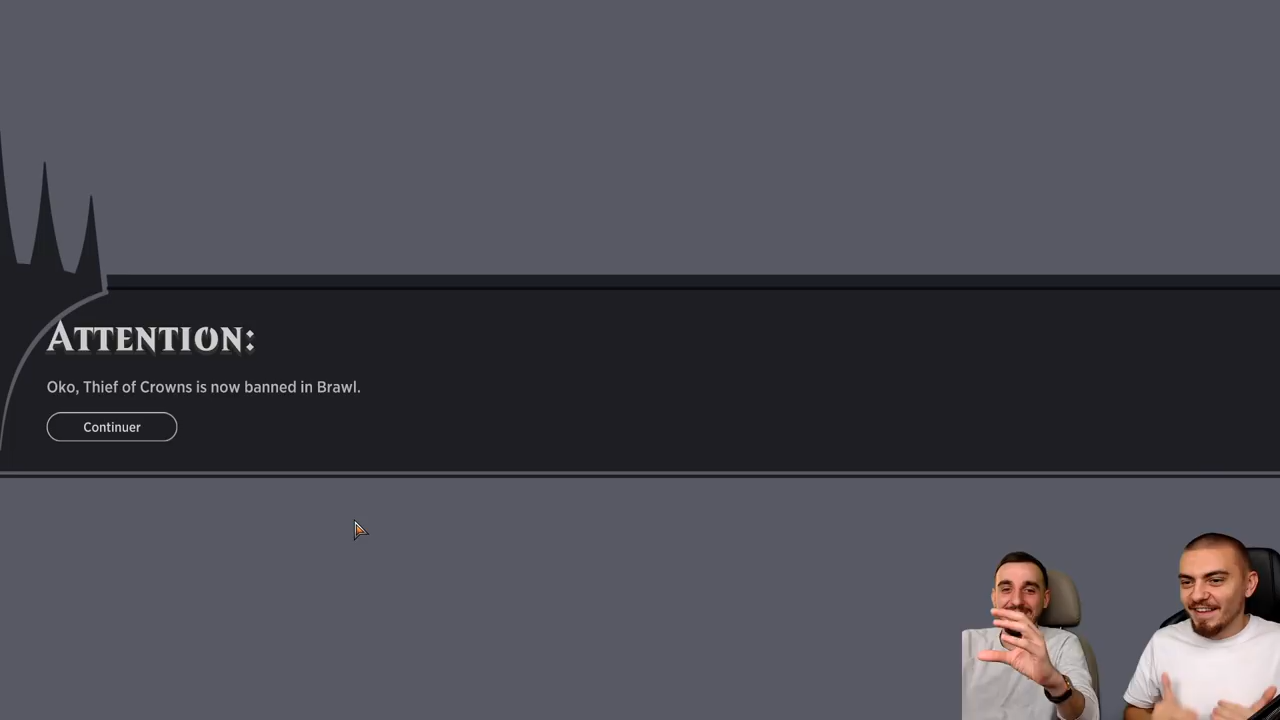 Attention:
Oko, Thief of Crowns is now banned in Brawl.
Continuer